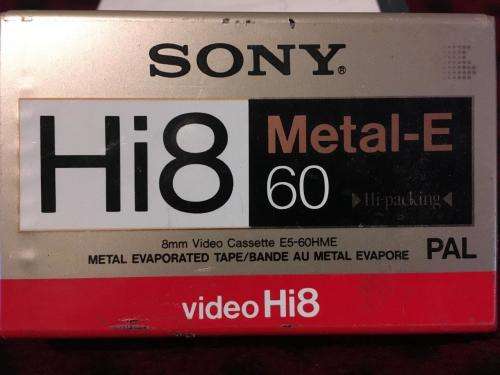 SONY®
Hi8
Metal-E
60
▶Hi-packing◀
8mm Video Cassette E5-60HME
METAL EVAPORATED TAPE/BANDE AU METAL EVAPORE
PAL
video Hi8